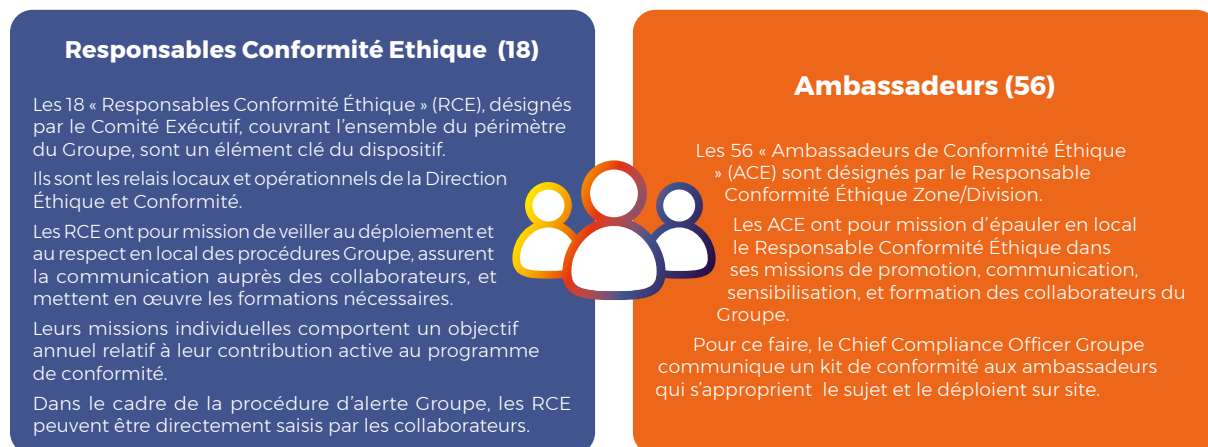 Responsables Conformité Ethique (18)
Les 18 « Responsables Conformité Éthique » (RCE), désignés
par le Comité Exécutif, couvrant l'ensemble du périmètre
du Groupe, sont un élément clé du dispositif.
Ils sont les relais locaux et opérationnels de la Direction
Éthique et Conformité.
Les RCE ont pour mission de veiller au déploiement et
au respect en local des procédures Groupe, assurent
la communication auprès des collaborateurs, et
mettent en œuvre les formations nécessaires.
Leurs missions individuelles comportent un objectif
annuel relatif à leur contribution active au programme
de conformité.
Dans le cadre de la procédure d'alerte Groupe, les RCE
peuvent être directement saisis par les collaborateurs.
Ambassadeurs (56)
Les 56 « Ambassadeurs de Conformité Éthique
» (ACE) sont désignés par le Responsable
Conformité Éthique Zone/Division.
Les ACE ont pour mission d'épauler en local
le Responsable Conformité Éthique dans
ses missions de promotion, communication,
sensibilisation, et formation des collaborateurs du
Groupe.
Pour ce faire, le Chief Compliance Officer Groupe
communique un kit de conformité aux ambassadeurs
qui s'approprient le sujet et le déploient sur site.